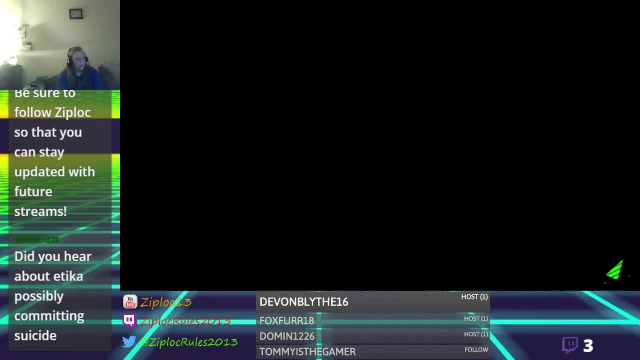 Be sure to
follow Ziploc
so that you
can stay
updated with
future
streams!
Did you hear
about etika
possibly
committing
suicide
Ziploc13
ZiplocRules2013
@ZiplocRules2013
DEVONBLYTHE16 HOST (1)
FOXFURR18 HOST (1)
DOMIN1226 HOST (1)
TOMMYISTHEGAMER FOLLOW
3